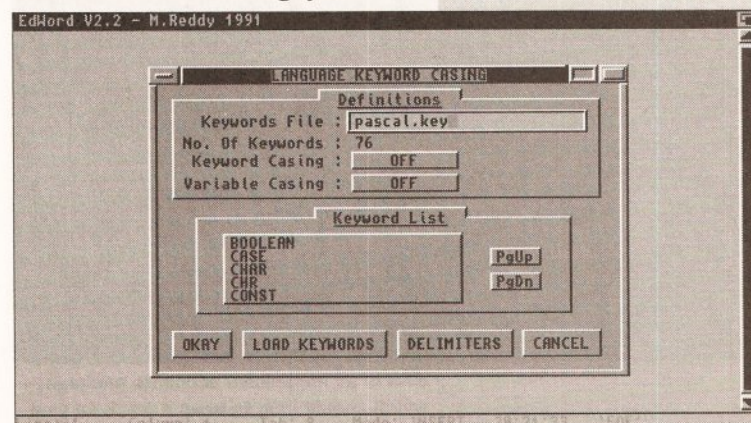 EdWord V2.2 - M.Reddy 1991
LANGUAGE KEYWORD CASING
Definitions
Keywords File : pascal.key
No. Of Keywords : 76
Keyword Casing : OFF
Variable Casing : OFF
Keyword List
BOOLEAN
CASE
CHAR
CHR
CONST
PgUp
PgDn
OKAY LOAD KEYWORDS DELIMITERS CANCEL